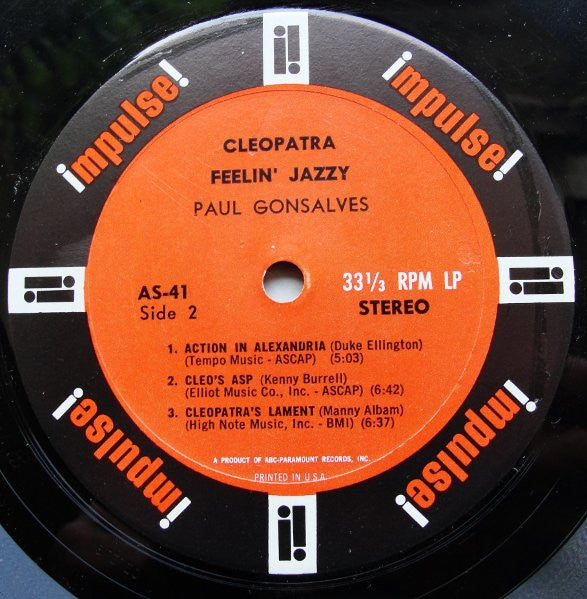 impulse!
impulse!
CLEOPATRA
FEELIN' JAZZY
PAUL GONSALVES
AS-41
Side 2
33 1/3 RPM LP
STEREO
1. ACTION IN ALEXANDRIA (Duke Ellington)
(Tempo Music - ASCAP) (5:03)
2. CLEO'S ASP (Kenny Burrell)
(Elliot Music Co., Inc. - ASCAP) (6:42)
3. CLEOPATRA'S LAMENT (Manny Albam)
(High Note Music, Inc. - BMI) (6:37)
A PRODUCT OF ABC-PARAMOUNT RECORDS, INC.
PRINTED IN U.S.A.
impulse!
impulse!